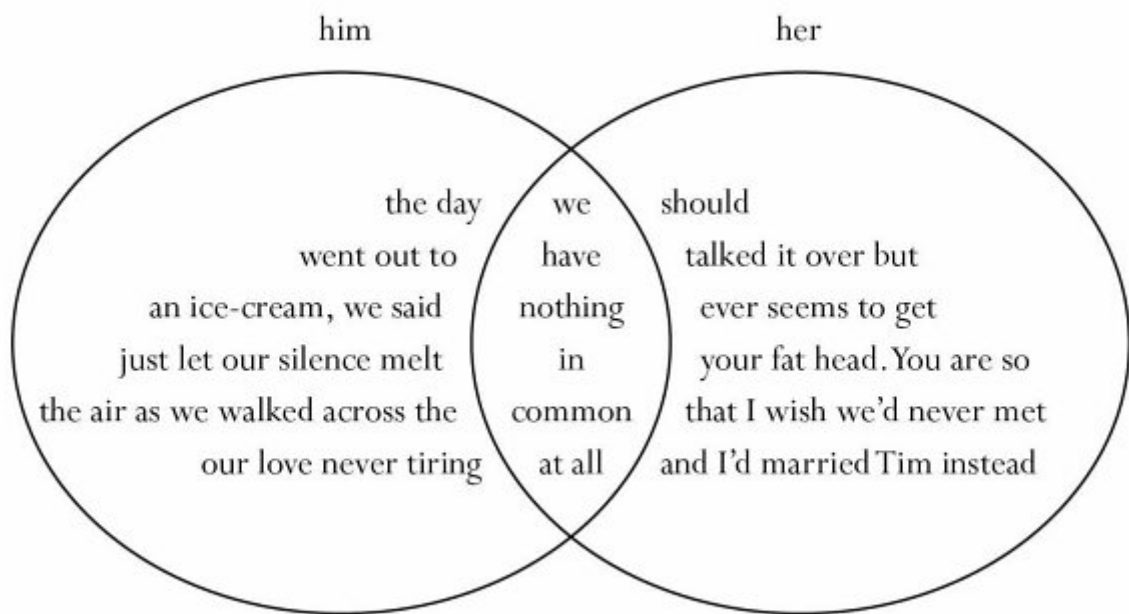 him her
the day we should
went out to have talked it over but
an ice-cream, we said nothing ever seems to get
just let our silence melt in your fat head. You are so
the air as we walked across the common that I wish we’d never met
our love never tiring at all and I’d married Tim instead